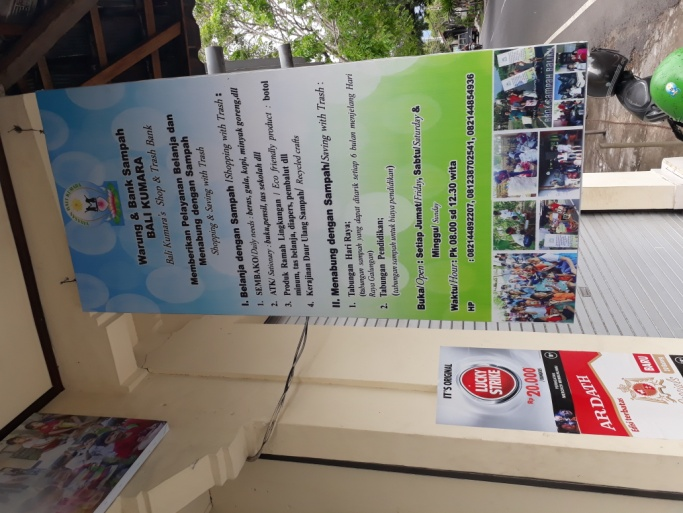 Warung & Bank Sampah
BALI KUMARA
Bali Kumara's Shop & Trash Bank
Memberikan Pelayanan Belanja dan
Menabung dengan Sampah
Shopping & Saving with Trash
I. Belanja dengan Sampah /Shopping with Trash :
1. SEMBAKO/Daily needs : beras, gula, kopi, minyak goreng,dll
2. ATK/ Sationary : buku,pensil, tas sekolah dll
3. Produk Ramah Lingkungan / Eco friendly product : botol
minum, tas belanja, diapers, pembalut dll
4. Kerajinan Daur Ulang Sampah/ Recycled crafts
II. Menabung dengan Sampah/Saving with Trash :
1. Tabungan Hari Raya;
(tabungan sampah yang dapat ditarik setiap 6 bulan menjelang Hari
Raya Galungan)
2. Tabungan Pendidikan;
(tabungan sampah untuk biaya pendidikan)
Buka/Open : Setiap Jumat/Friday, Sabtu/Saturday &
Minggu/Sunday
Waktu/Hour : Pk 08.00 sd 12.30 wita
HP : 082144892207, 081238702541, 082144854936
IT'S ORIGINAL
LUCKY
STRIKE
Rp20.000
ARDATH
Edisi terbatas
BARU